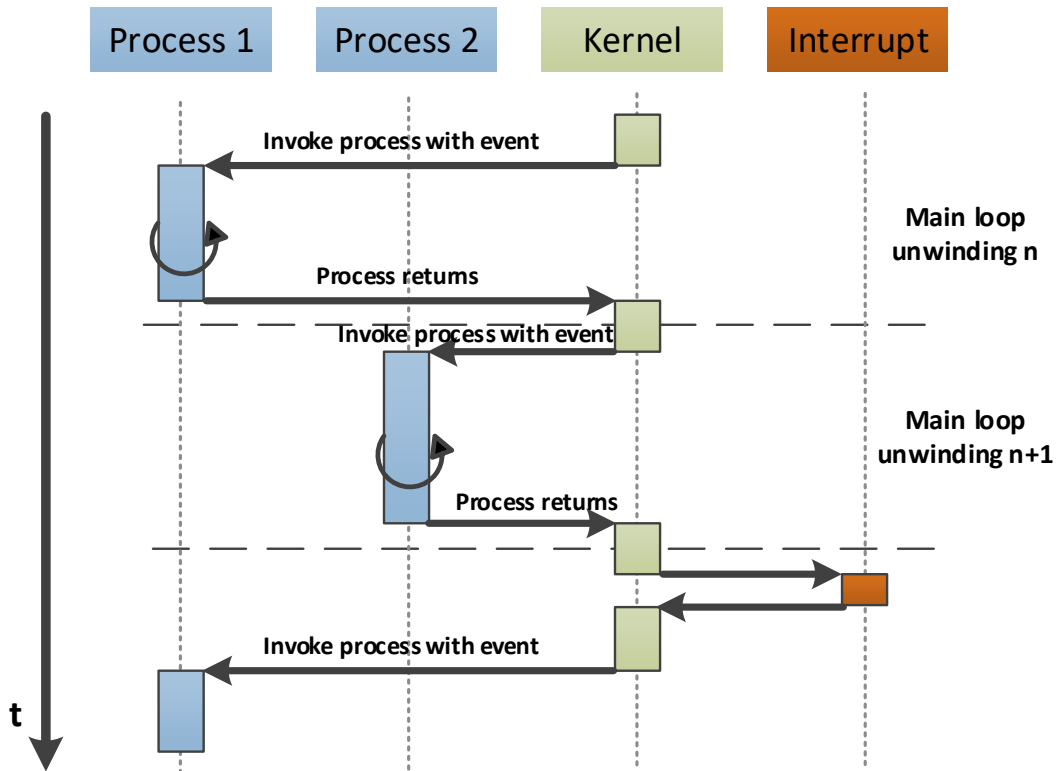 Process 1
Process 2
Kernel
Interrupt
Invoke process with event
Main loop
unwinding n
Process returns
Invoke process with event
Main loop
unwinding n+1
Process returns
Invoke process with event
t